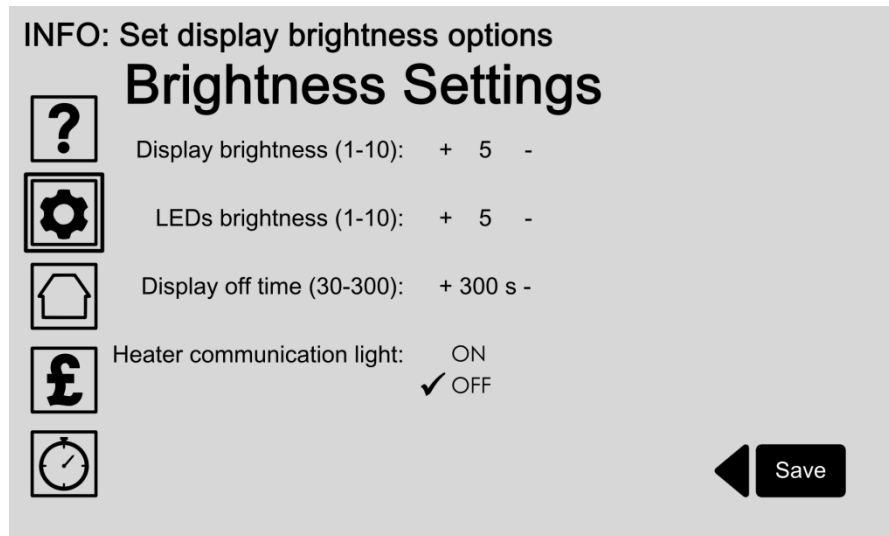 INFO: Set display brightness options
Brightness Settings
?
Display brightness (1-10): + 5 -
LEDs brightness (1-10): + 5 -
Display off time (30-300): + 300 s -
£
Heater communication light: ON
✓ OFF
Save